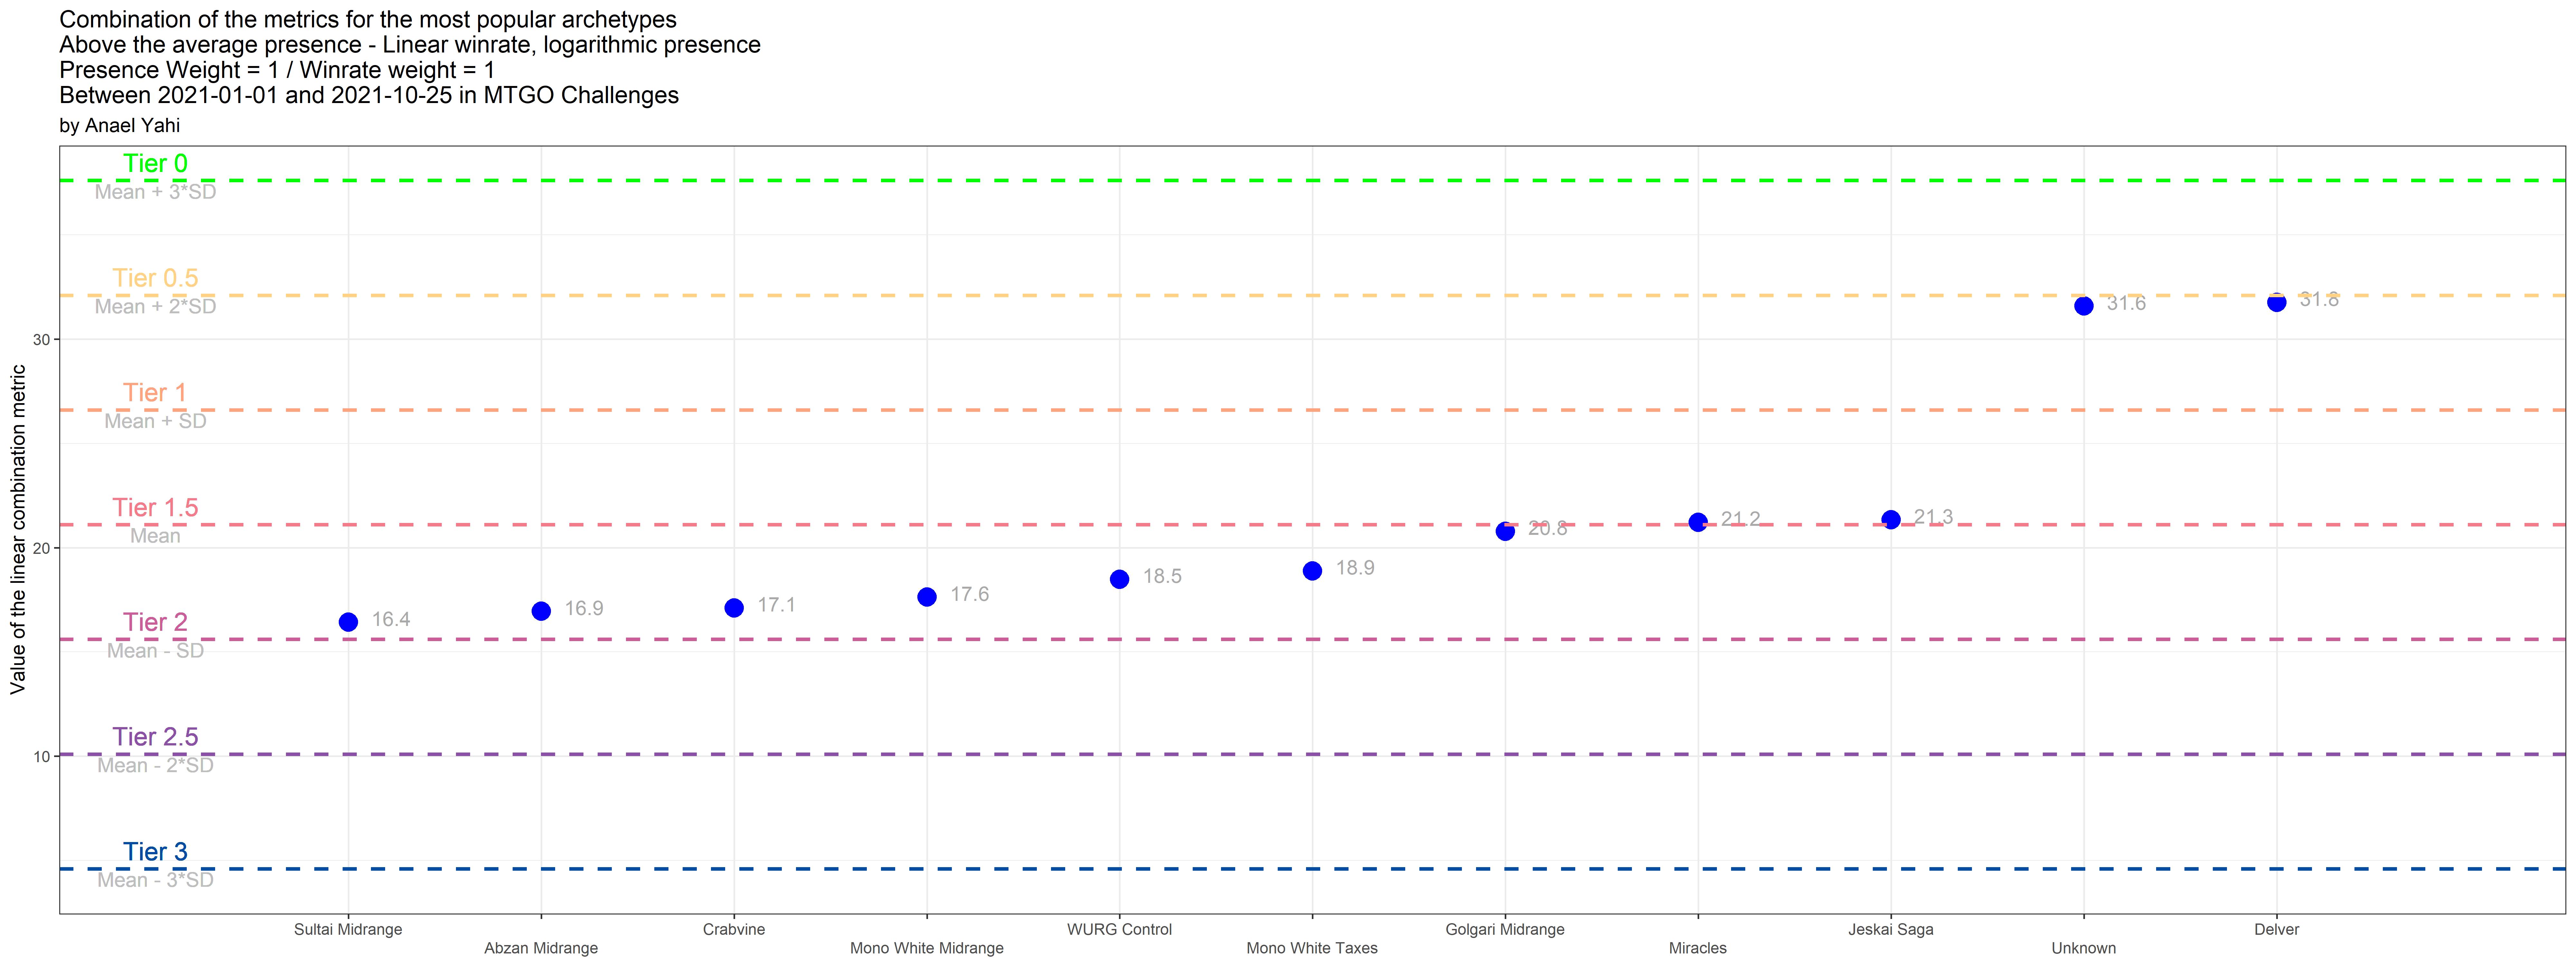 Combination of the metrics for the most popular archetypes
Above the average presence - Linear winrate, logarithmic presence
Presence Weight = 1 / Winrate weight = 1
Between 2021-01-01 and 2021-10-25 in MTGO Challenges
by Anael Yahi
Value of the linear combination metric
30
20
10
Tier 0
Mean + 3*SD
Tier 0.5
Mean + 2*SD
Tier 1
Mean + SD
Tier 1.5
Mean
Tier 2
Mean - SD
Tier 2.5
Mean - 2*SD
Tier 3
Mean - 3*SD
16.4
16.9
17.1
17.6
18.5
18.9
20.8
21.2
21.3
31.6
31.8
Sultai Midrange
Abzan Midrange
Crabvine
Mono White Midrange
WURG Control
Mono White Taxes
Golgari Midrange
Miracles
Jeskai Saga
Unknown
Delver